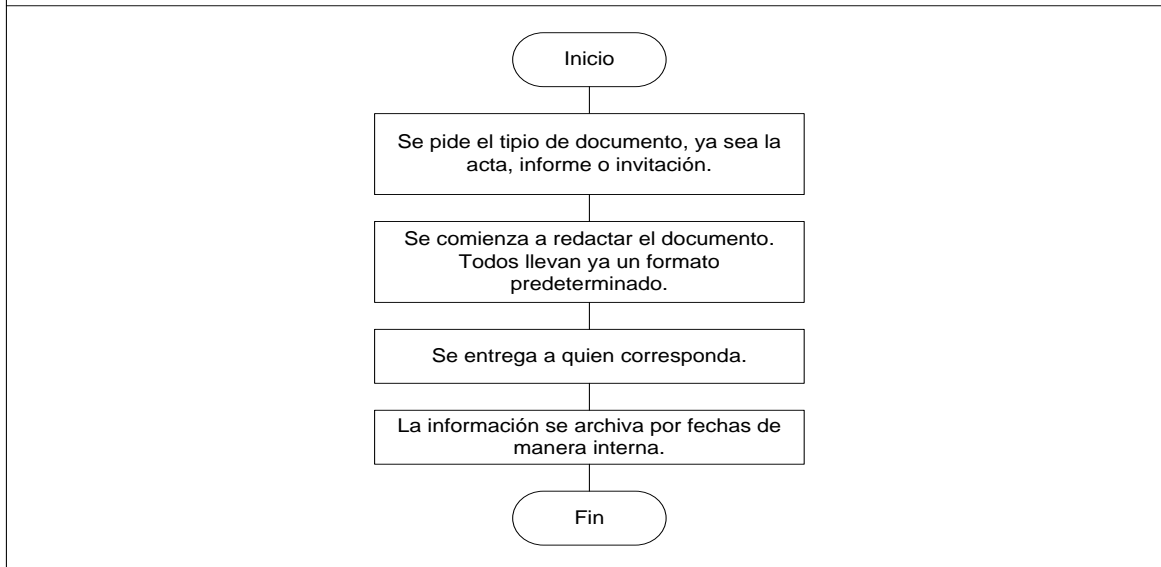 Inicio
Se pide el tipio de documento, ya sea la
acta, informe o invitación.
Se comienza a redactar el documento.
Todos llevan ya un formato
predeterminado.
Se entrega a quien corresponda.
La información se archiva por fechas de
manera interna.
Fin